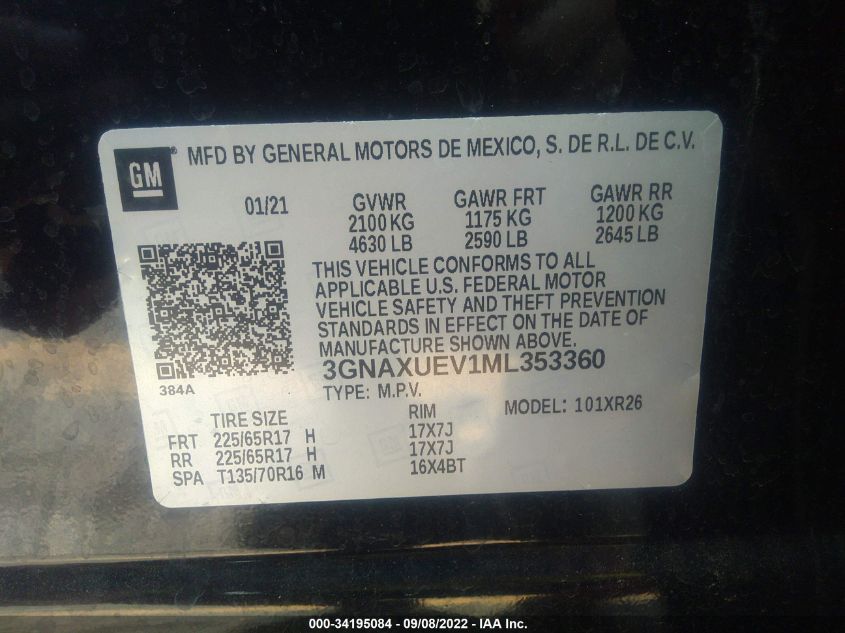 GM ® MFD BY GENERAL MOTORS DE MEXICO, S. DE R.L. DE C.V.
01/21 GVWR GAWR FRT GAWR RR
2100 KG 1175 KG 1200 KG
4630 LB 2590 LB 2645 LB
THIS VEHICLE CONFORMS TO ALL
APPLICABLE U.S. FEDERAL MOTOR
VEHICLE SAFETY AND THEFT PREVENTION
STANDARDS IN EFFECT ON THE DATE OF
MANUFACTURE SHOWN ABOVE.
3GNAXUEV1ML353360
384A
TYPE: M.P.V.
MODEL: 101XR26
TIRE SIZE RIM
FRT 225/65R17 H 17X7J
RR 225/65R17 H 17X7J
SPA T135/70R16 M 16X4BT
000-34195084 - 09/08/2022 - IAA Inc.